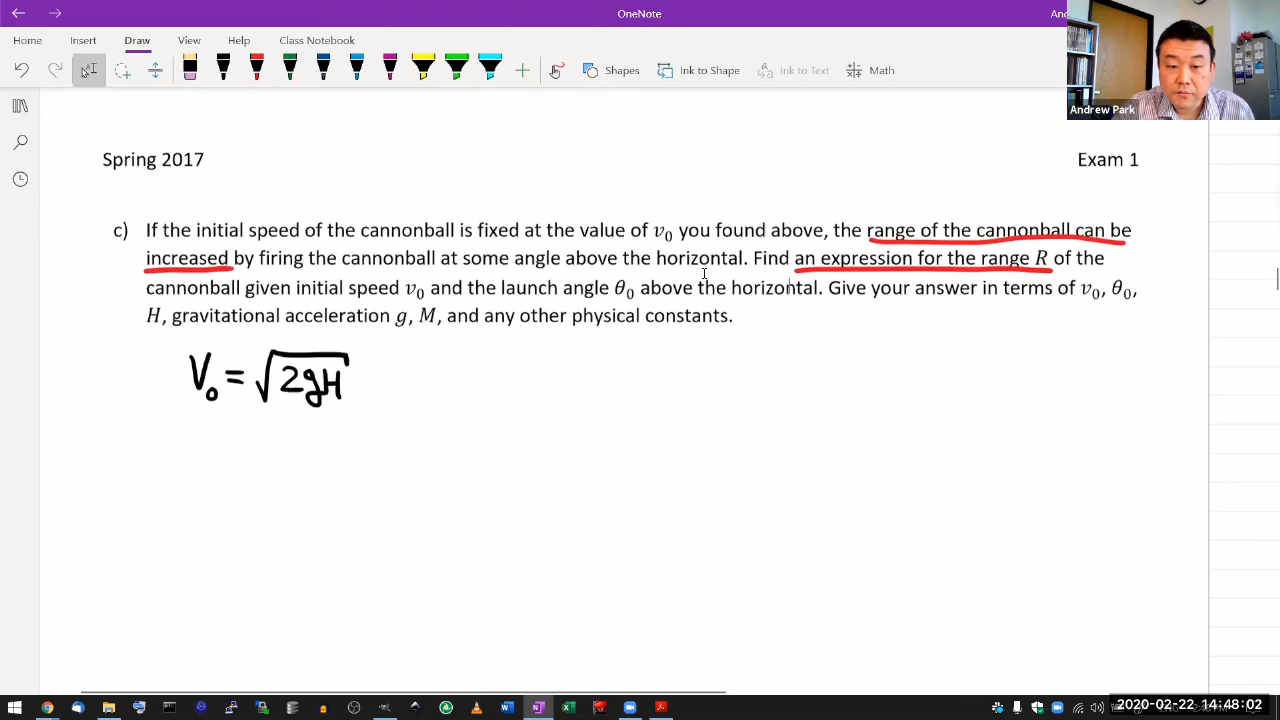 OneNote
An
Home Insert Draw View Help Class Notebook
Shapes Ink to Shape Ink to Text Math
Andrew Park
Spring 2017 Exam 1
c) If the initial speed of the cannonball is fixed at the value of v₀ you found above, the range of the cannonball can be
increased by firing the cannonball at some angle above the horizontal. Find an expression for the range R of the
cannonball given initial speed v₀ and the launch angle θ₀ above the horizontal. Give your answer in terms of v₀, θ₀,
H, gravitational acceleration g, M, and any other physical constants.
V₀ = √2gH
2020-02-22 14:48:02